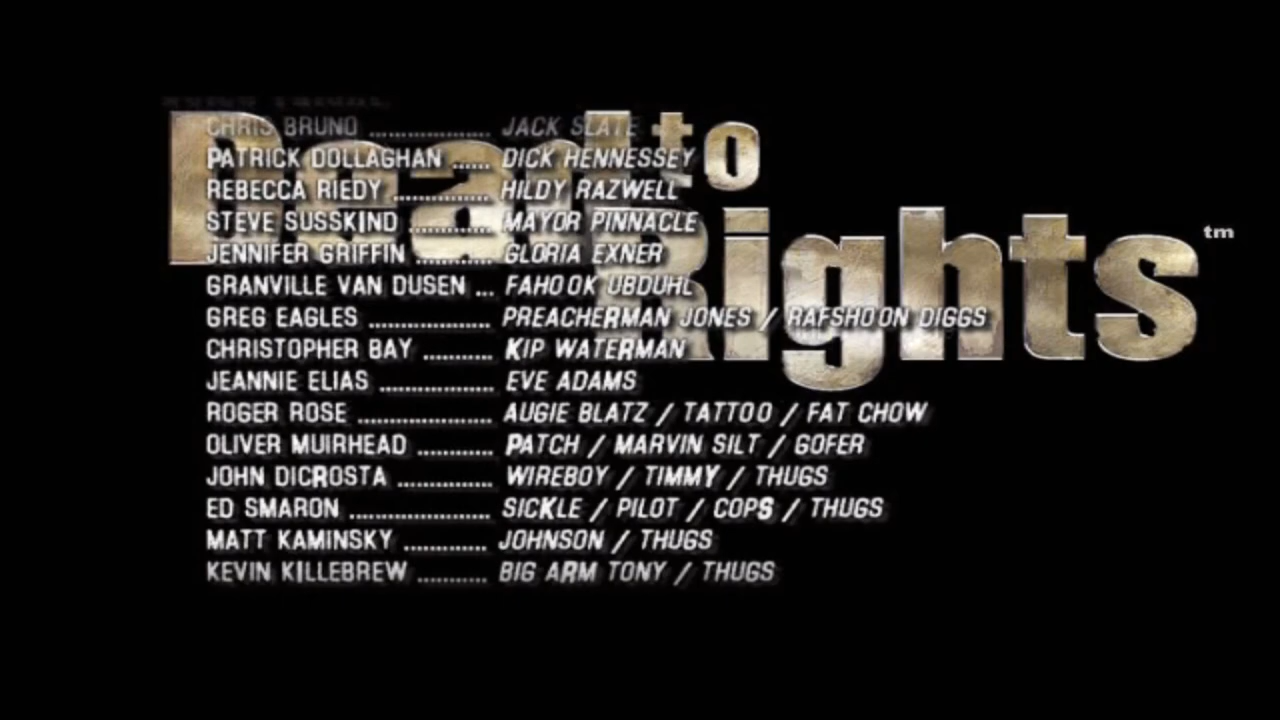 Dead to
Rights™
CHRIS BRUNO .................. JACK SLATE
PATRICK DOLLAGHAN ...... DICK HENNESSEY
REBECCA RIEDY .............. HILDY RAZWELL
STEVE SUSSKIND ............ MAYOR PINNACLE
JENNIFER GRIFFIN ............ GLORIA EXNER
GRANVILLE VAN DUSEN ... FAHOOK UBDUHL
GREG EAGLES .................. PREACHERMAN JONES / RAFSHOON DIGGS
CHRISTOPHER BAY .......... KIP WATERMAN
JEANNIE ELIAS ................. EVE ADAMS
ROGER ROSE .................... AUGIE BLATZ / TATTOO / FAT CHOW
OLIVER MUIRHEAD ........... PATCH / MARVIN SILT / GOFER
JOHN DICROSTA .............. WIREBOY / TIMMY / THUGS
ED SMARON ..................... SICKLE / PILOT / COPS / THUGS
MATT KAMINSKY ............ JOHNSON / THUGS
KEVIN KILLEBREW .......... BIG ARM TONY / THUGS